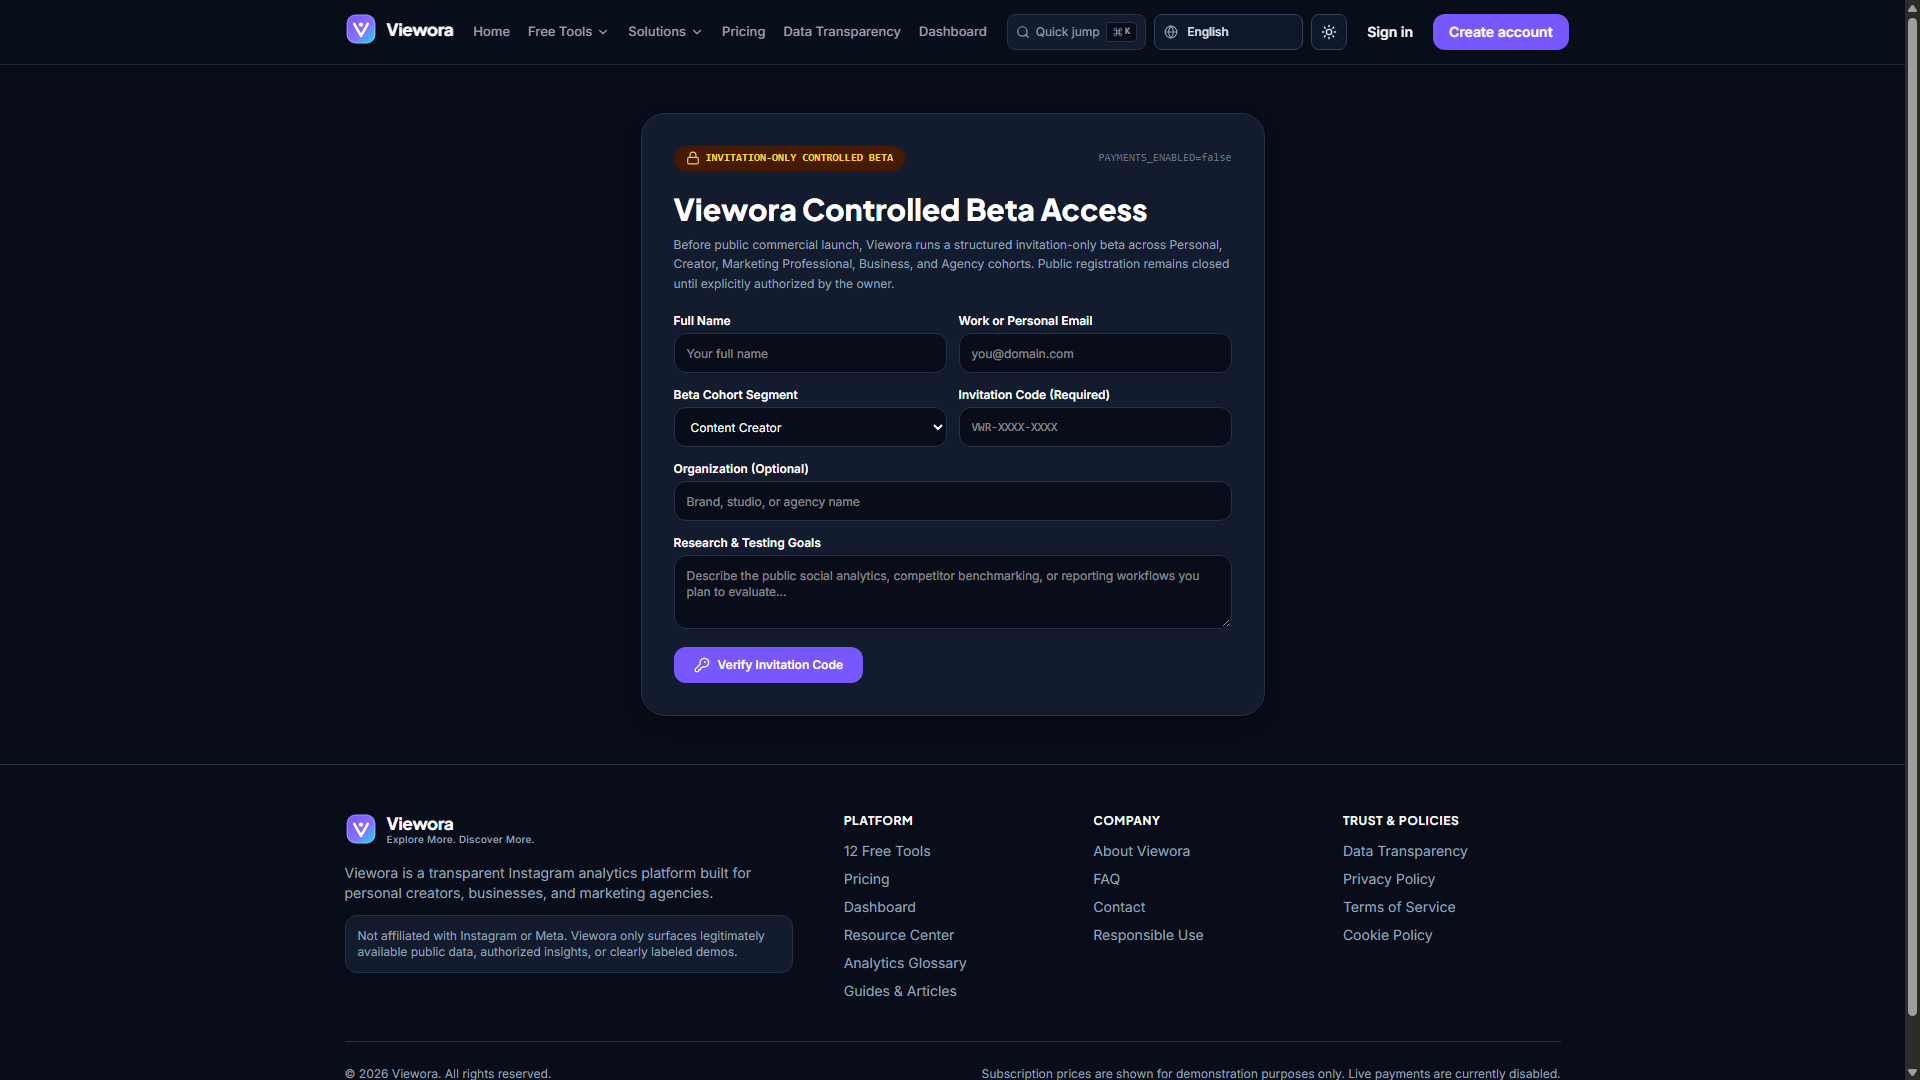 Viewora
Home
Free Tools
Solutions
Pricing
Data Transparency
Dashboard
Quick jump
⌘K
English
Sign in
Create account
INVITATION-ONLY CONTROLLED BETA
PAYMENTS_ENABLED=false
Viewora Controlled Beta Access
Before public commercial launch, Viewora runs a structured invitation-only beta across Personal,
Creator, Marketing Professional, Business, and Agency cohorts. Public registration remains closed
until explicitly authorized by the owner.
Full Name
Work or Personal Email
Your full name
you@domain.com
Beta Cohort Segment
Invitation Code (Required)
Content Creator
VWR-XXXX-XXXX
Organization (Optional)
Brand, studio, or agency name
Research & Testing Goals
Describe the public social analytics, competitor benchmarking, or reporting workflows you
plan to evaluate...
Verify Invitation Code
Viewora
Explore More. Discover More.
Viewora is a transparent Instagram analytics platform built for
personal creators, businesses, and marketing agencies.
Not affiliated with Instagram or Meta. Viewora only surfaces legitimately
available public data, authorized insights, or clearly labeled demos.
PLATFORM
12 Free Tools
Pricing
Dashboard
Resource Center
Analytics Glossary
Guides & Articles
COMPANY
About Viewora
FAQ
Contact
Responsible Use
TRUST & POLICIES
Data Transparency
Privacy Policy
Terms of Service
Cookie Policy
© 2026 Viewora. All rights reserved.
Subscription prices are shown for demonstration purposes only. Live payments are currently disabled.